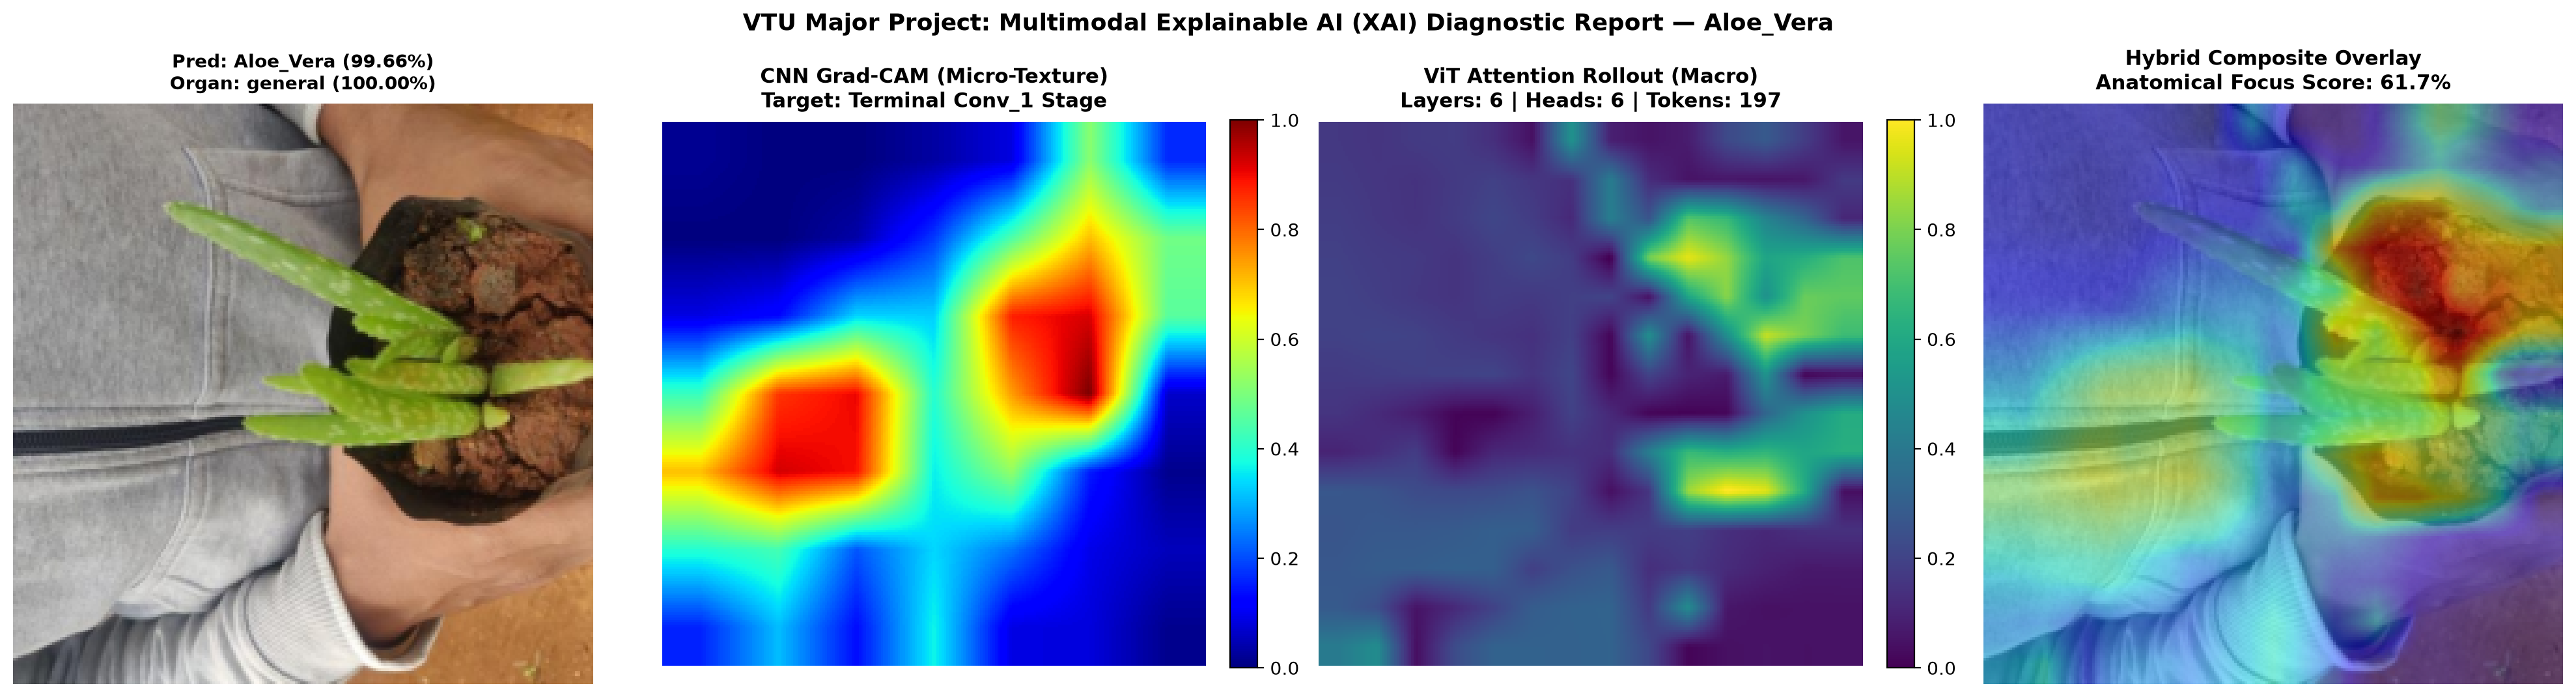 VTU Major Project: Multimodal Explainable AI (XAI) Diagnostic Report — Aloe_Vera
Pred: Aloe_Vera (99.66%)
Organ: general (100.00%)
CNN Grad-CAM (Micro-Texture)
Target: Terminal Conv_1 Stage
1.0
0.8
0.6
0.4
0.2
0.0
ViT Attention Rollout (Macro)
Layers: 6 | Heads: 6 | Tokens: 197
1.0
0.8
0.6
0.4
0.2
0.0
Hybrid Composite Overlay
Anatomical Focus Score: 61.7%